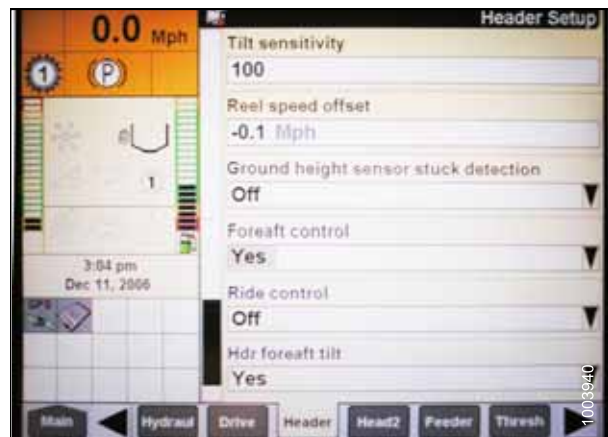 0.0 Mph
1
P
1
3:04 pm
Dec 11, 2006
Header Setup
Tilt sensitivity
100
Reel speed offset
-0.1 Mph
Ground height sensor stuck detection
Off
Foreaft control
Yes
Ride control
Off
Hdr foreaft tilt
Yes
Main Hydraul Drive Header Head2 Feeder Thresh
1003940